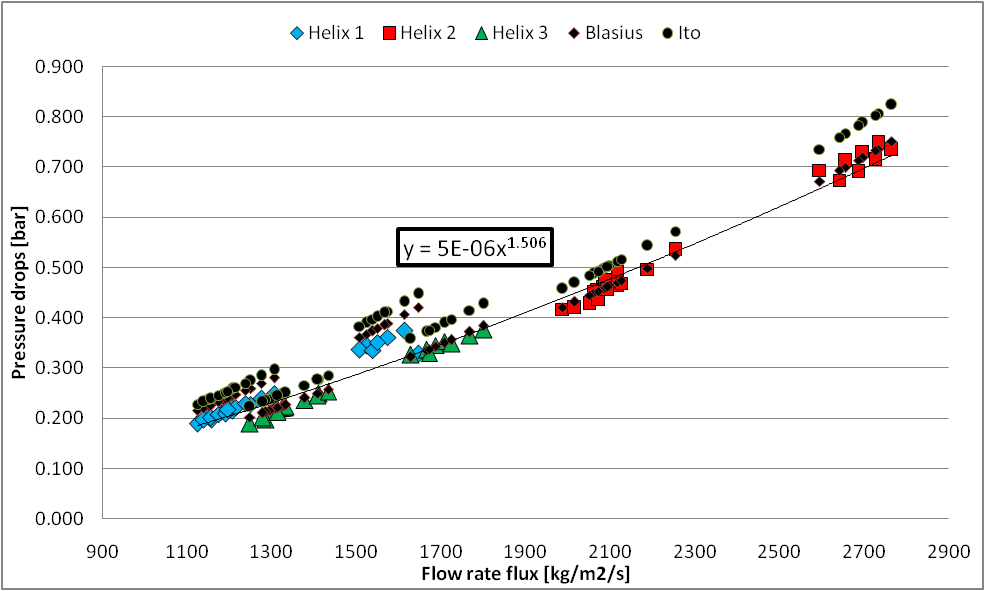 Helix 1 Helix 2 Helix 3 Blasius Ito
0.900
0.800
0.700
0.600
0.500
0.400
0.300
0.200
0.100
0.000
Pressure drops [bar]
y = 5E-06x^1.506
900 1100 1300 1500 1700 1900 2100 2300 2500 2700 2900
Flow rate flux [kg/m2/s]